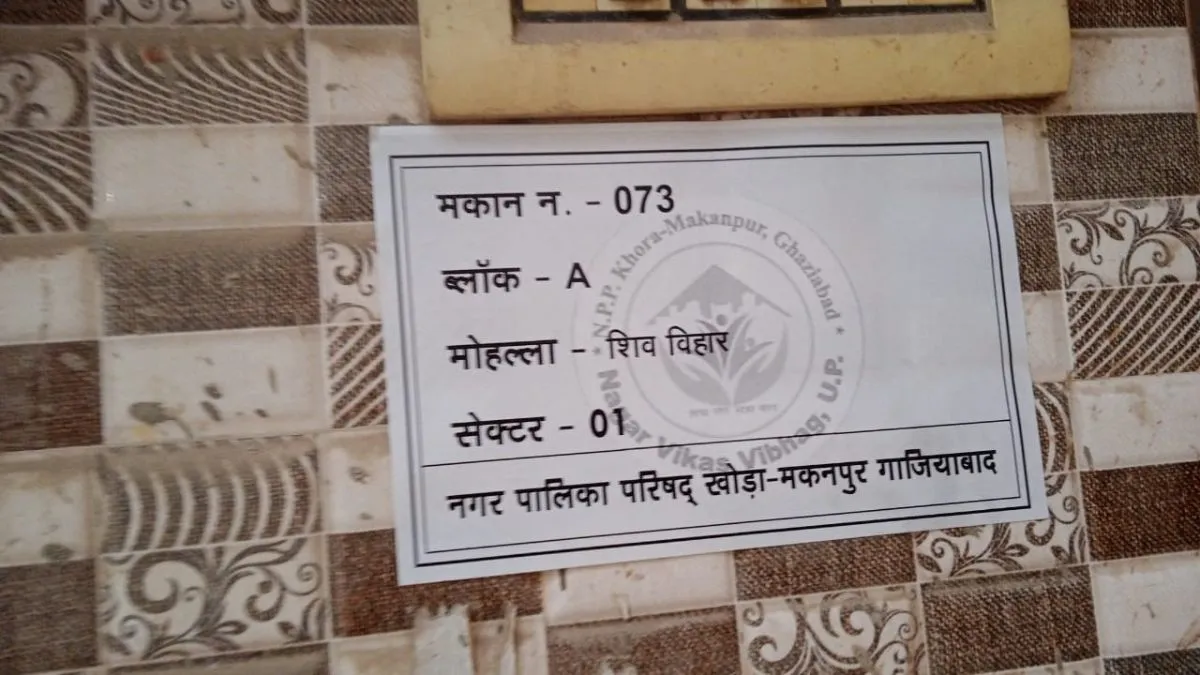 मकान न. - 073
ब्लॉक - A
मोहल्ला - शिव विहार
सेक्टर - 01
नगर पालिका परिषद् खोड़ा-मकनपुर गाजियाबाद
* N.P.P. Khora-Makanpur, Ghaziabad *
Nagar Vikas Vibhag, U.P.